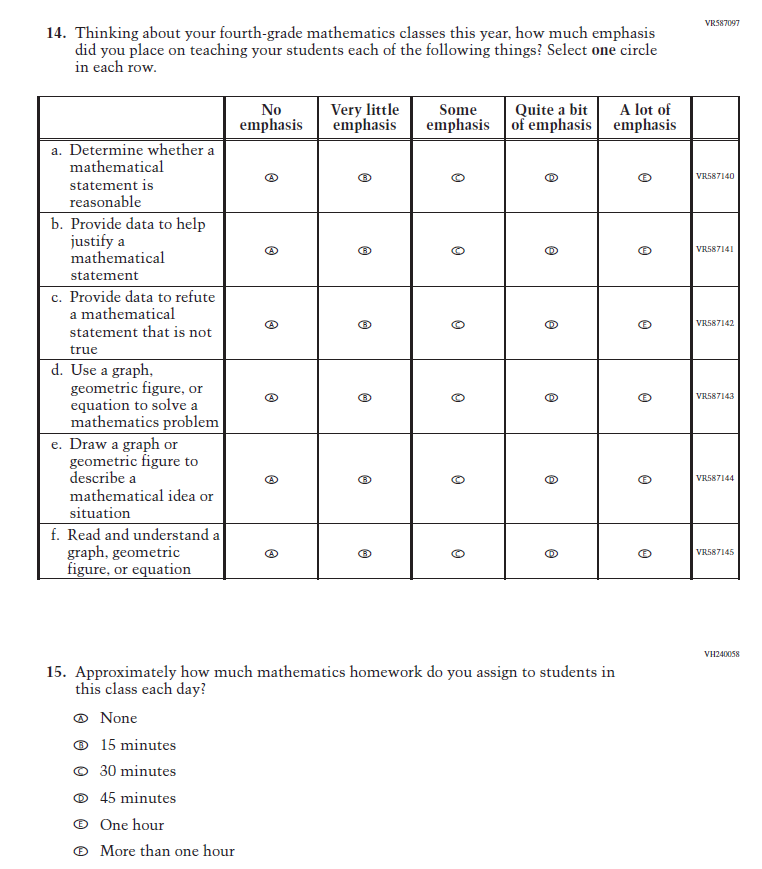 VR587097
14. Thinking about your fourth-grade mathematics classes this year, how much emphasis
did you place on teaching your students each of the following things? Select one circle
in each row.
No emphasis Very little emphasis Some emphasis Quite a bit of emphasis A lot of emphasis
a. Determine whether a
mathematical
statement is
reasonable
A B C D E VR587140
b. Provide data to help
justify a
mathematical
statement
A B C D E VR587141
c. Provide data to refute
a mathematical
statement that is not
true
A B C D E VR587142
d. Use a graph,
geometric figure, or
equation to solve a
mathematics problem
A B C D E VR587143
e. Draw a graph or
geometric figure to
describe a
mathematical idea or
situation
A B C D E VR587144
f. Read and understand a
graph, geometric
figure, or equation
A B C D E VR587145
VH240058
15. Approximately how much mathematics homework do you assign to students in
this class each day?
A None
B 15 minutes
C 30 minutes
D 45 minutes
E One hour
F More than one hour